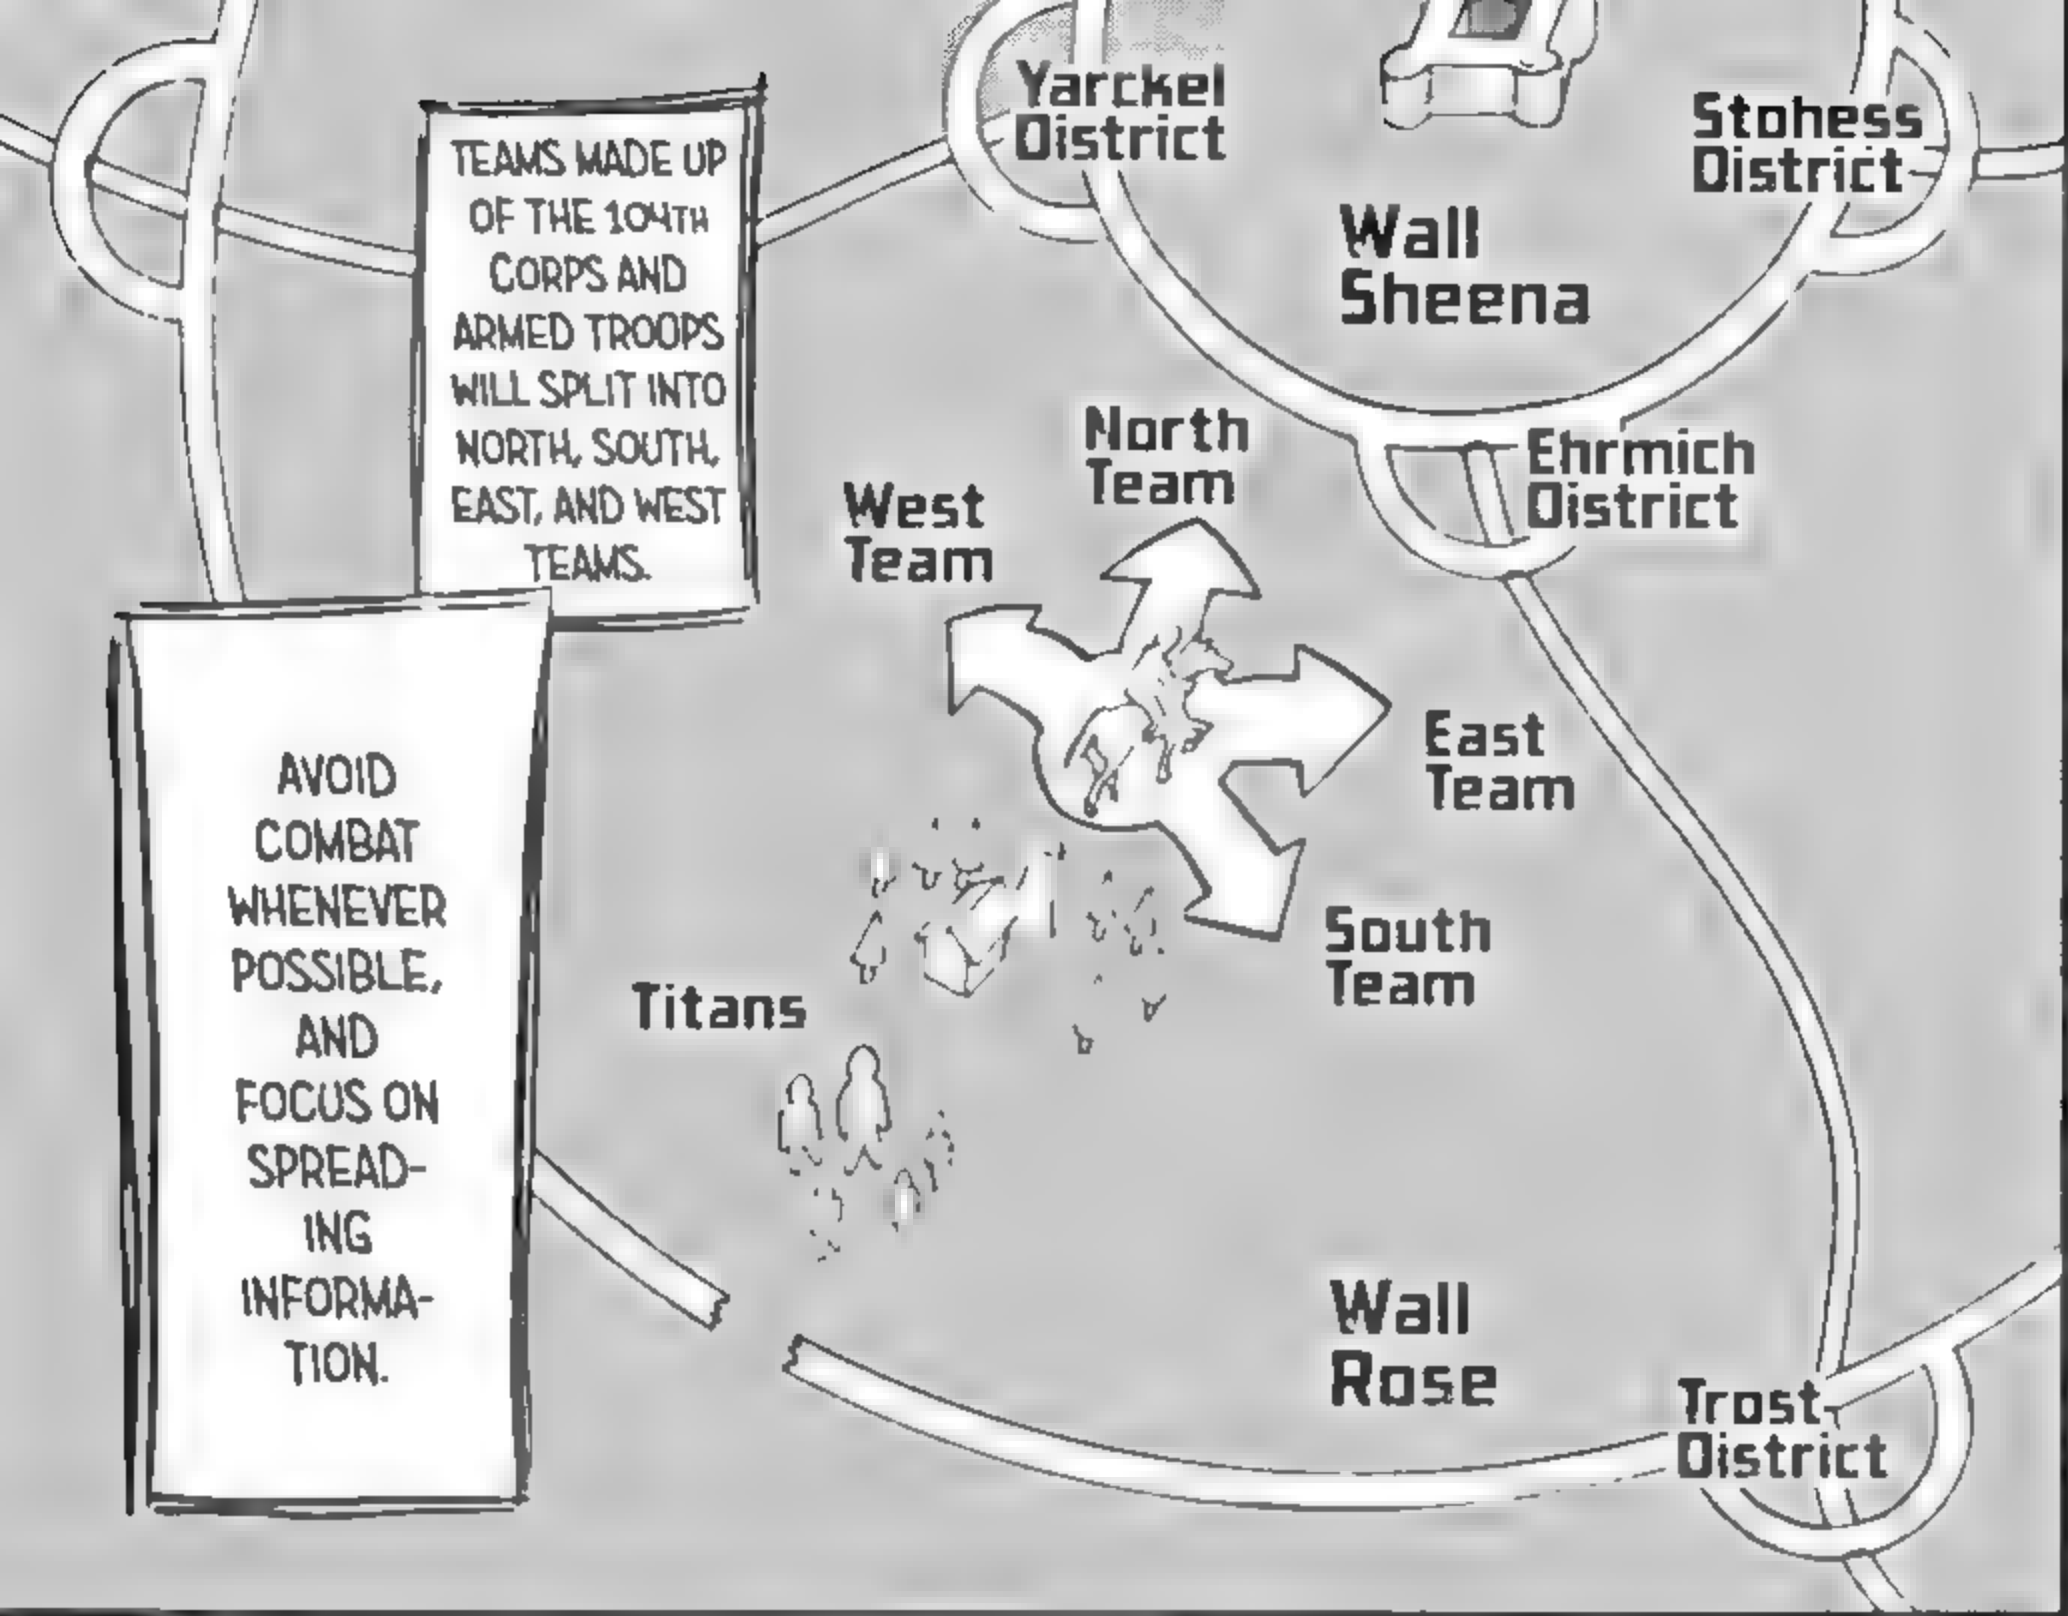 Yarckel
District
Stohess
District
TEAMS MADE UP
OF THE 104TH
CORPS AND
ARMED TROOPS
WILL SPLIT INTO
NORTH, SOUTH,
EAST, AND WEST
TEAMS.
Wall
Sheena
North
Team
Ehrmich
District
West
Team
East
Team
AVOID
COMBAT
WHENEVER
POSSIBLE,
AND
FOCUS ON
SPREAD-
ING
INFORMA-
TION.
South
Team
Titans
Wall
Rose
Trost
District